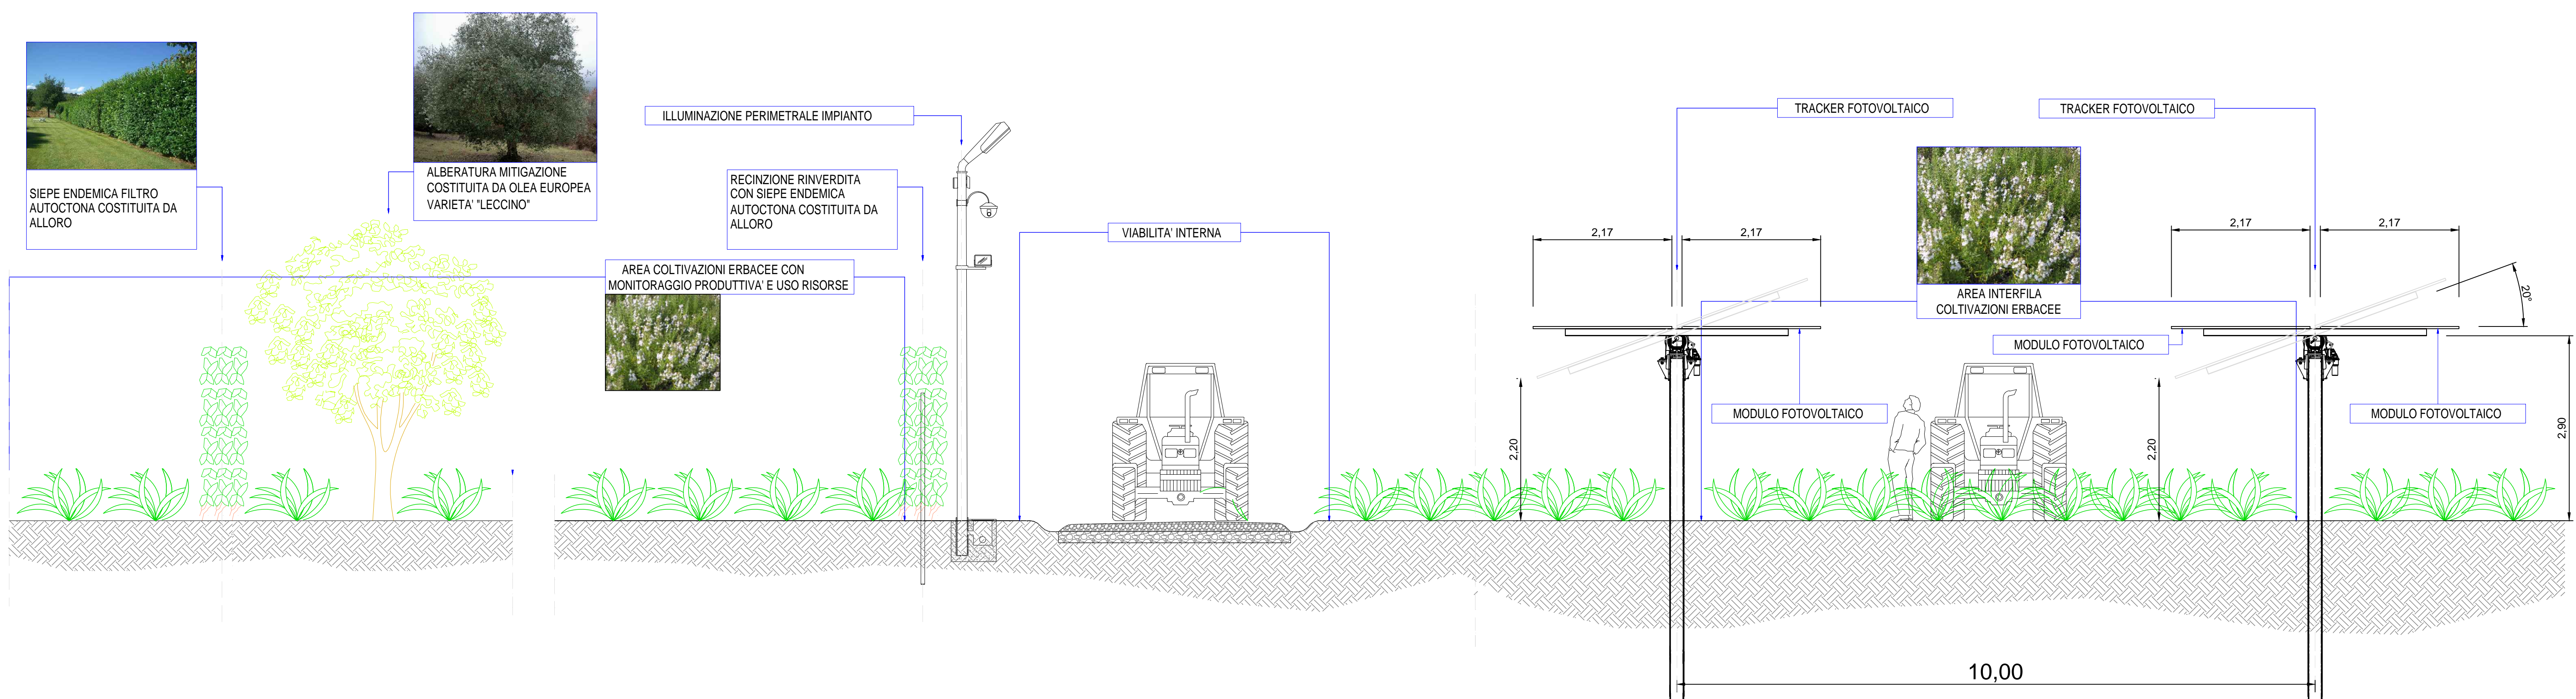 SIEPE ENDEMICA FILTRO
AUTOCTONA COSTITUITA DA
ALLORO
ALBERATURA MITIGAZIONE
COSTITUITA DA OLEA EUROPEA
VARIETA' "LECCINO"
ILLUMINAZIONE PERIMETRALE IMPIANTO
RECINZIONE RINVERDITA
CON SIEPE ENDEMICA
AUTOCTONA COSTITUITA DA
ALLORO
AREA COLTIVAZIONI ERBACEE CON
MONITORAGGIO PRODUTTIVA' E USO RISORSE
VIABILITA' INTERNA
TRACKER FOTOVOLTAICO
TRACKER FOTOVOLTAICO
2,17
2,17
2,17
2,17
AREA INTERFILA
COLTIVAZIONI ERBACEE
20°
MODULO FOTOVOLTAICO
MODULO FOTOVOLTAICO
MODULO FOTOVOLTAICO
2,20
2,20
2,90
10,00